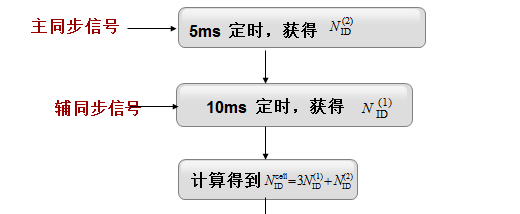 主同步信号
5ms 定时，获得 N_ID^(2)
辅同步信号
10ms 定时，获得 N_ID^(1)
计算得到 N_ID^cell=3N_ID^(1)+N_ID^(2)